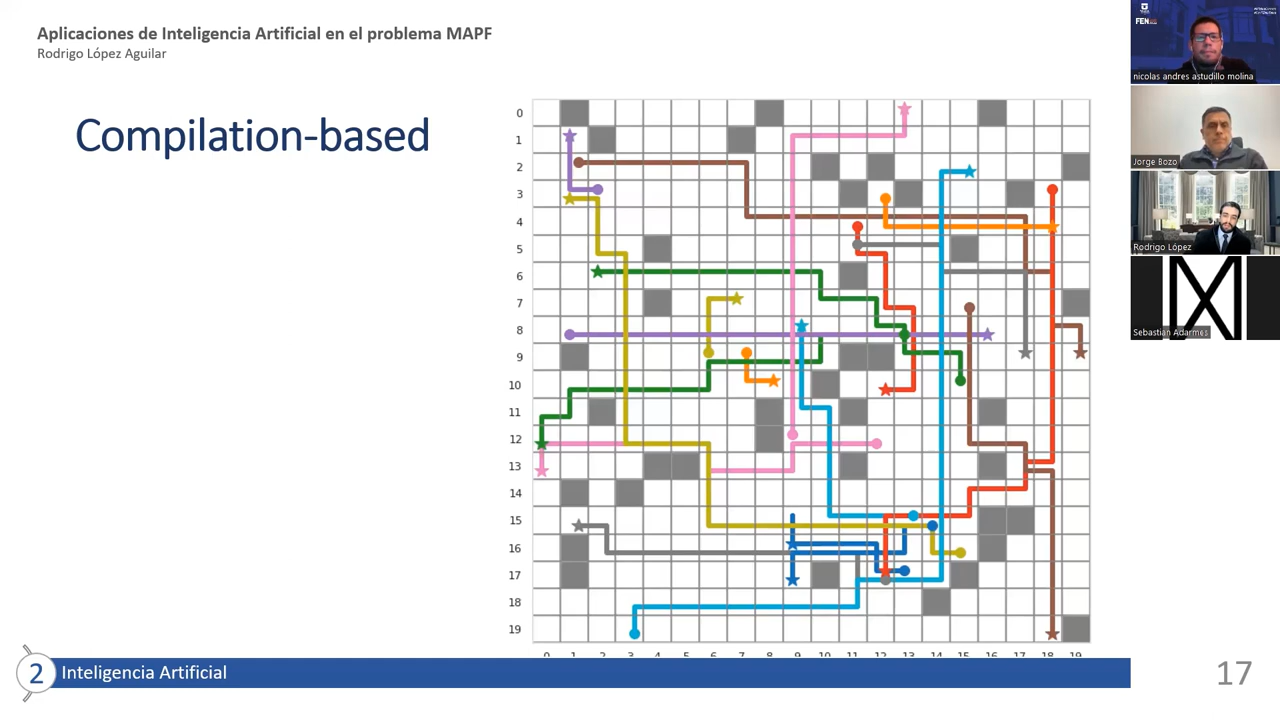 Aplicaciones de Inteligencia Artificial en el problema MAPF
Rodrigo López Aguilar
Compilation-based
0
1
2
3
4
5
6
7
8
9
10
11
12
13
14
15
16
17
18
19
0 1 2 3 4 5 6 7 8 9 10 11 12 13 14 15 16 17 18 19
2 Inteligencia Artificial
17
FEN
nicolas andres astudillo molina
Jorge Bozo
Rodrigo López
Sebastián Adarmes